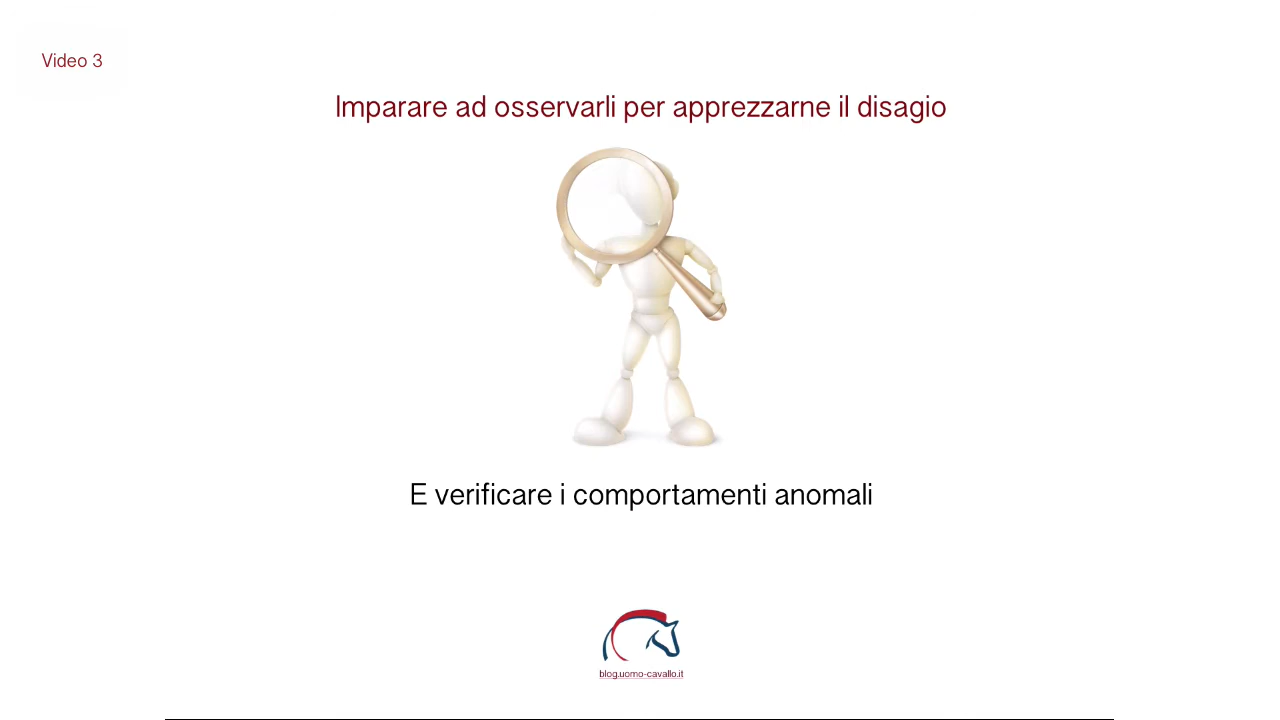 Video 3
Imparare ad osservarli per apprezzarne il disagio
E verificare i comportamenti anomali
blog.uomo-cavallo.it